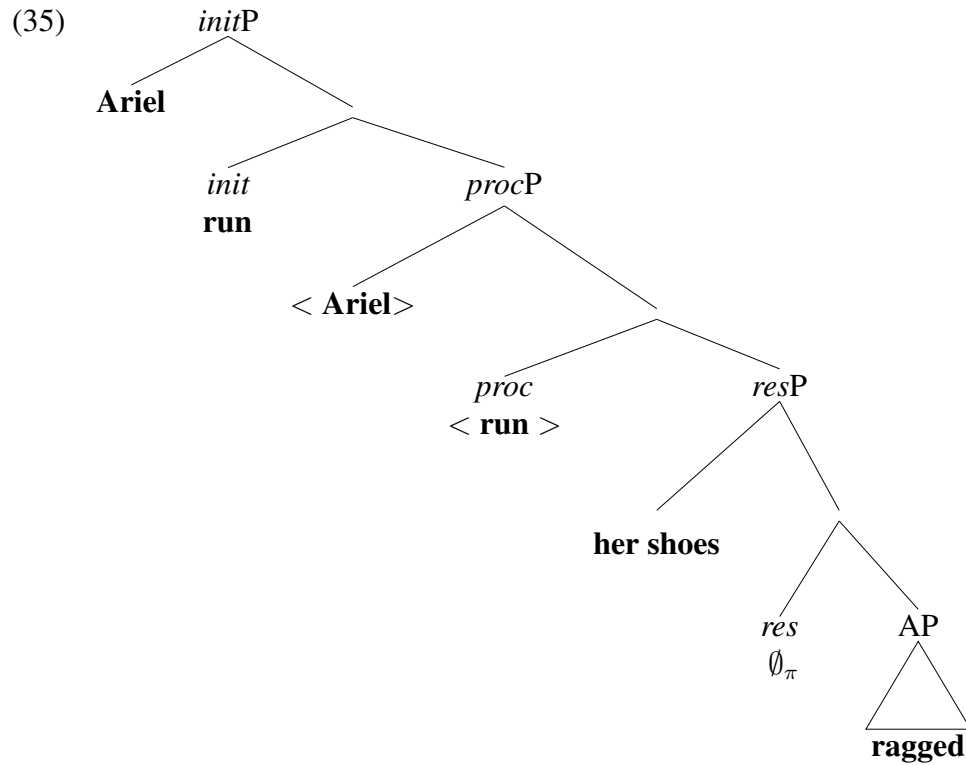 (35) initP
Ariel
init procP
run
< Ariel>
proc resP
< run >
her shoes
res AP
∅π
ragged